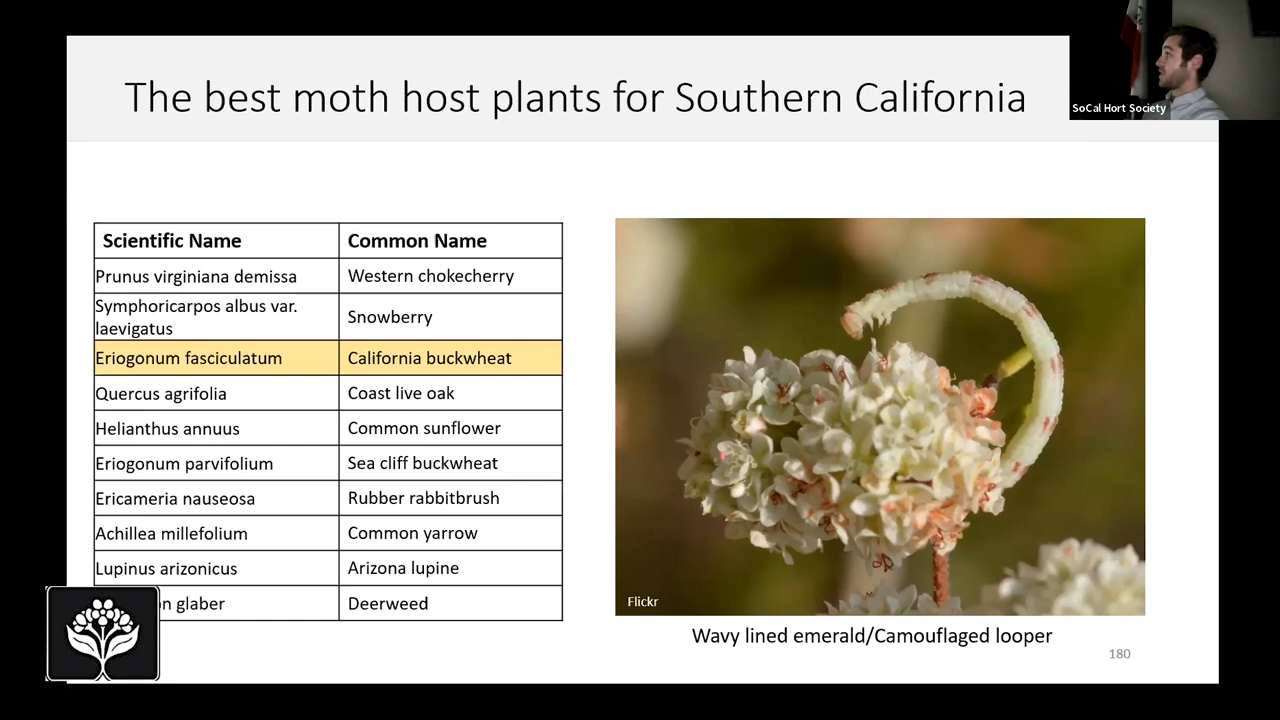 The best moth host plants for Southern California
SoCal Hort Society
Scientific Name Common Name
Prunus virginiana demissa Western chokecherry
Symphoricarpos albus var.
laevigatus Snowberry
Eriogonum fasciculatum California buckwheat
Quercus agrifolia Coast live oak
Helianthus annuus Common sunflower
Eriogonum parvifolium Sea cliff buckwheat
Ericameria nauseosa Rubber rabbitbrush
Achillea millefolium Common yarrow
Lupinus arizonicus Arizona lupine
glaber Deerweed
Flickr
Wavy lined emerald/Camouflaged looper
180